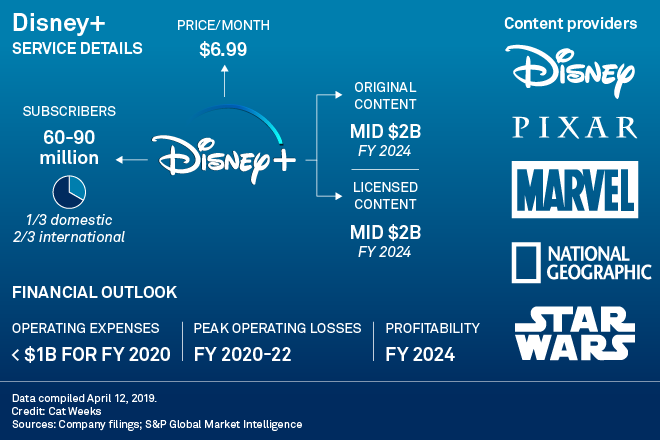 Disney+
SERVICE DETAILS
PRICE/MONTH
$6.99
SUBSCRIBERS
60-90
million
1/3 domestic
2/3 international
Disney+
ORIGINAL
CONTENT
MID $2B
FY 2024
LICENSED
CONTENT
MID $2B
FY 2024
Content providers
Disney
PIXAR
MARVEL
NATIONAL
GEOGRAPHIC
STAR
WARS
FINANCIAL OUTLOOK
OPERATING EXPENSES
< $1B FOR FY 2020
PEAK OPERATING LOSSES
FY 2020-22
PROFITABILITY
FY 2024
Data compiled April 12, 2019.
Credit: Cat Weeks
Sources: Company filings; S&P Global Market Intelligence